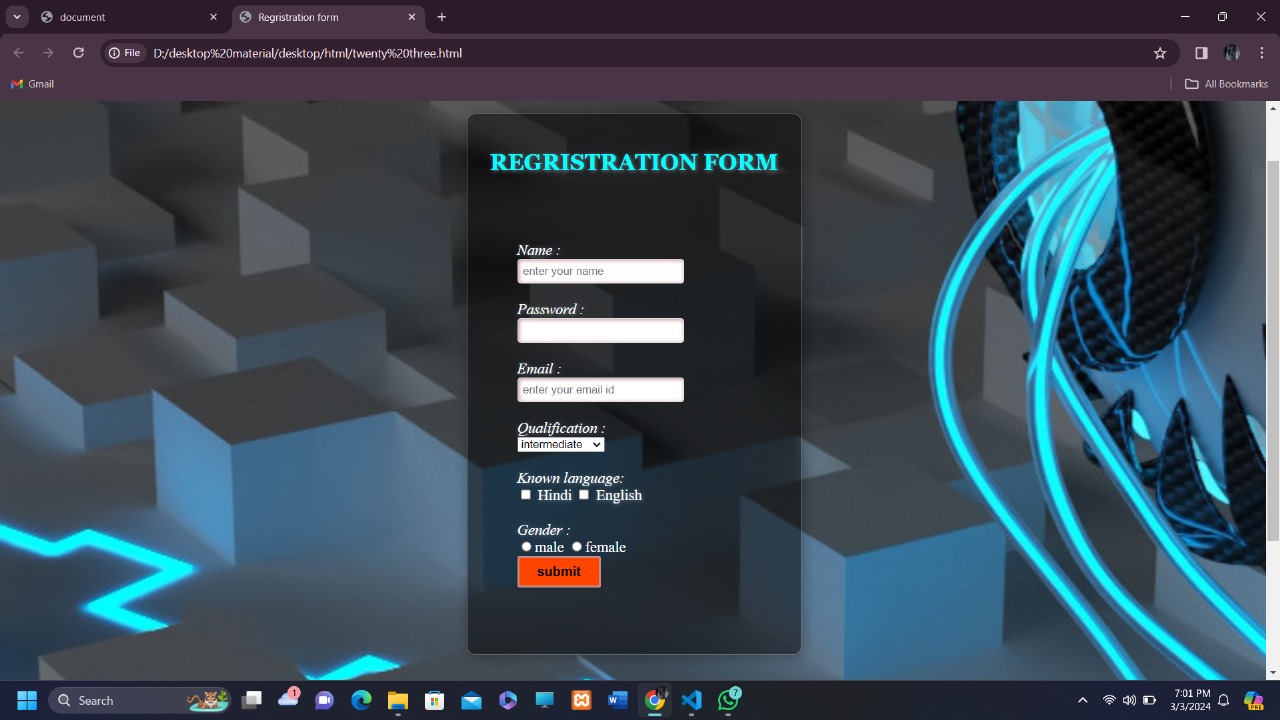 document
Regristration form
File
D:/desktop%20material/desktop/html/twenty%20three.html
Gmail
All Bookmarks
REGRISTRATION FORM
Name :
enter your name
Password :
Email :
enter your email id
Qualification :
intermediate
Known language:
Hindi English
Gender :
male female
submit
Search
1
W
7
7:01 PM
3/3/2024
PRE